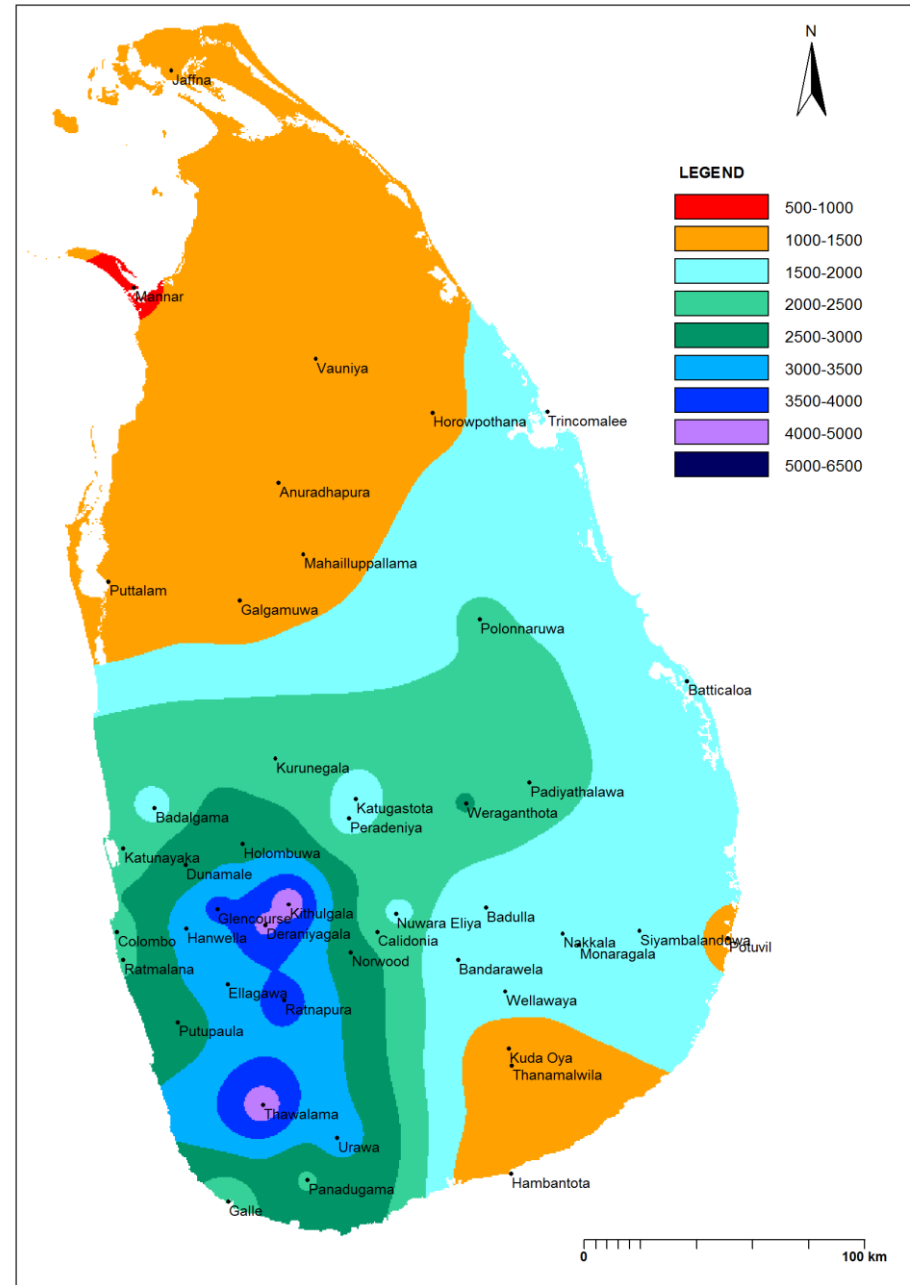 N
Jaffna
LEGEND
500-1000
1000-1500
1500-2000
2000-2500
2500-3000
3000-3500
3500-4000
4000-5000
5000-6500
Mannar
Vauniya
Horowpothana
Trincomalee
Anuradhapura
Mahailluppallama
Puttalam
Galgamuwa
Polonnaruwa
Batticaloa
Kurunegala
Padiyathalawa
Katugastota
Badalgama
Weraganthota
Peradeniya
Katunayaka
Holombuwa
Dunamale
Kithulgala
Glencourse
Nuwara Eliya
Badulla
Deraniyagala
Colombo
Hanwella
Calidonia
Nakkala
Siyambalanduwa
Potuvil
Monaragala
Ratmalana
Norwood
Bandarawela
Ellagawa
Ratnapura
Wellawaya
Putupaula
Kuda Oya
Thanamalwila
Thawalama
Urawa
Panadugama
Hambantota
Galle
0
100 km